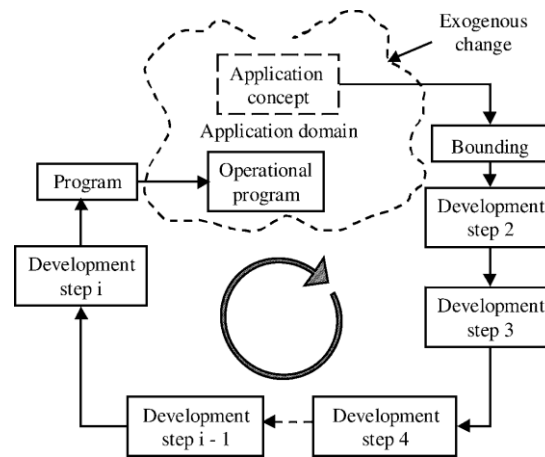 Exogenous
change
Application
concept
Application domain
Operational
program
Program
Bounding
Development
step 2
Development
step 3
Development
step 4
Development
step i - 1
Development
step i